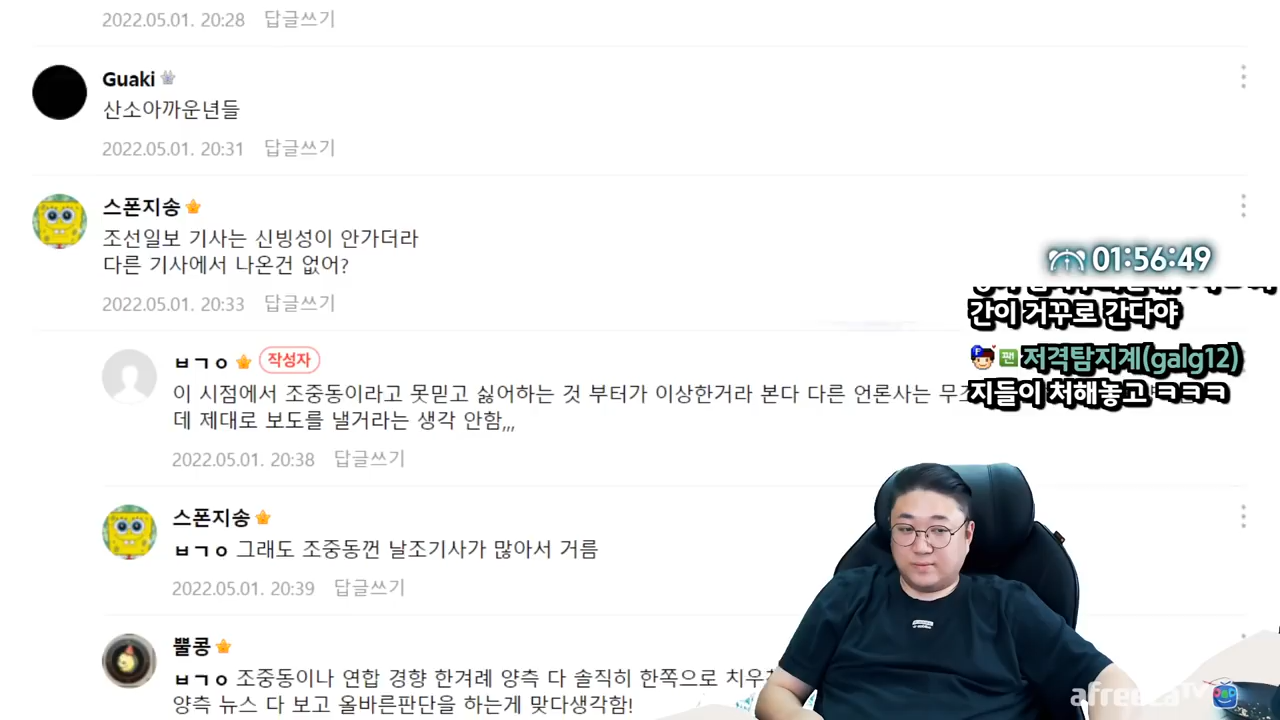 2022.05.01. 20:28 답글쓰기
Guaki
산소아까운년들
2022.05.01. 20:31 답글쓰기
스폰지송
조선일보 기사는 신빙성이 안가더라
다른 기사에서 나온건 없어?
2022.05.01. 20:33 답글쓰기
ㅂㄱㅇ 작성자
이 시점에서 조중동이라고 못믿고 싫어하는 것 부터가 이상한거라 본다 다른 언론사는
데 제대로 보도를 낼거라는 생각 안함,,,
2022.05.01. 20:38 답글쓰기
스폰지송
ㅂㄱㅇ 그래도 조중동껀 날조기사가 많아서 거름
2022.05.01. 20:39 답글쓰기
뿔콩
ㅂㄱㅇ 조중동이나 연합 경향 한겨레 양측 다 솔직히 한쪽으로
양측 뉴스 다 보고 올바른판단을 하는게 맞다생각함!
01:56:49
간이 거꾸로 간다야
팬 저격탐지계(galg12)
지들이 처해놓고 ㅋㅋㅋ
afreecaTV